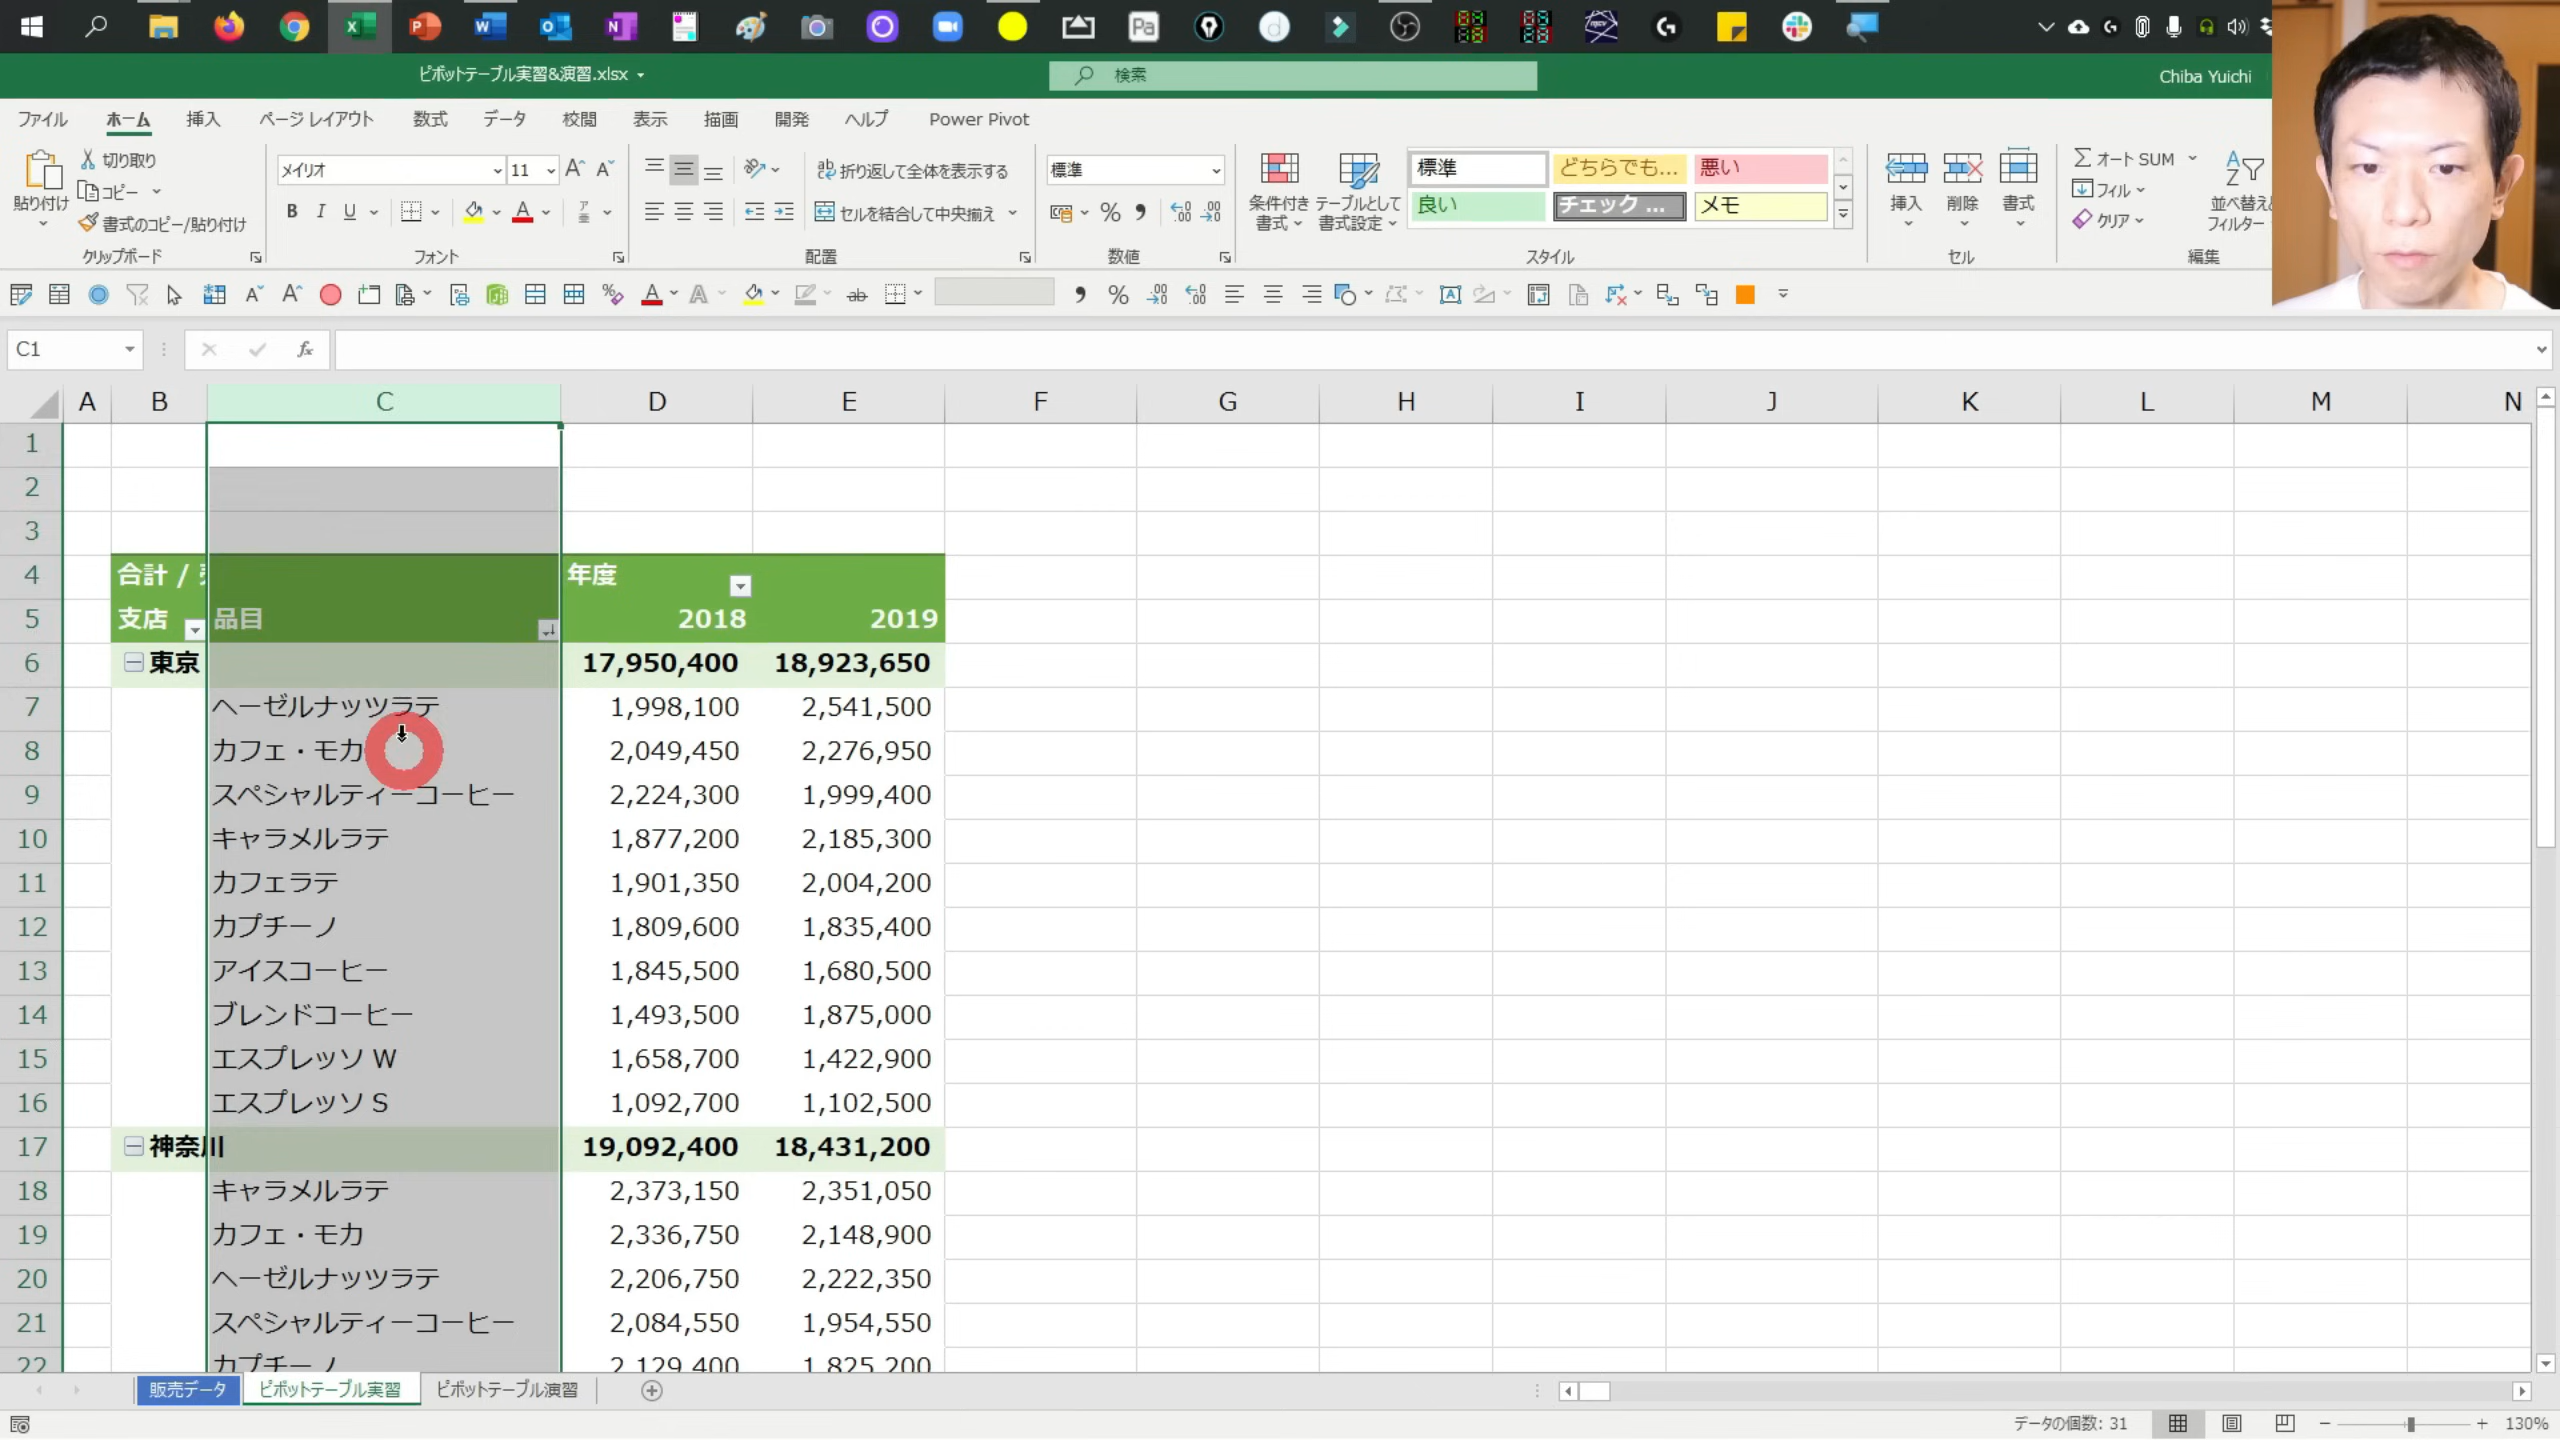 ピボットテーブル実習&演習.xlsx
検索
Chiba Yuichi
ファイル ホーム 挿入 ページ レイアウト 数式 データ 校閲 表示 描画 開発 ヘルプ Power Pivot
貼り付け
切り取り
コピー
書式のコピー/貼り付け
クリップボード
メイリオ 11
B I U
フォント
折り返して全体を表示する
セルを結合して中央揃え
配置
標準
数値
条件付き
書式
テーブルとして
書式設定
標準 どちらでも... 悪い
良い チェック ... メモ
スタイル
挿入 削除 書式
セル
オート SUM
フィル
クリア
並べ替えと
フィルター
編集
C1
A B C D E F G H I J K L M N
1
2
3
4 合計 / 年度
5 支店 品目 2018 2019
6 東京 17,950,400 18,923,650
7 ヘーゼルナッツラテ 1,998,100 2,541,500
8 カフェ・モカ 2,049,450 2,276,950
9 スペシャルティーコーヒー 2,224,300 1,999,400
10 キャラメルラテ 1,877,200 2,185,300
11 カフェラテ 1,901,350 2,004,200
12 カプチーノ 1,809,600 1,835,400
13 アイスコーヒー 1,845,500 1,680,500
14 ブレンドコーヒー 1,493,500 1,875,000
15 エスプレッソ W 1,658,700 1,422,900
16 エスプレッソ S 1,092,700 1,102,500
17 神奈川 19,092,400 18,431,200
18 キャラメルラテ 2,373,150 2,351,050
19 カフェ・モカ 2,336,750 2,148,900
20 ヘーゼルナッツラテ 2,206,750 2,222,350
21 スペシャルティーコーヒー 2,084,550 1,954,550
22 カプチーノ 2,129,400 1,825,200
販売データ ピボットテーブル実習 ピボットテーブル演習
データの個数: 31 130%